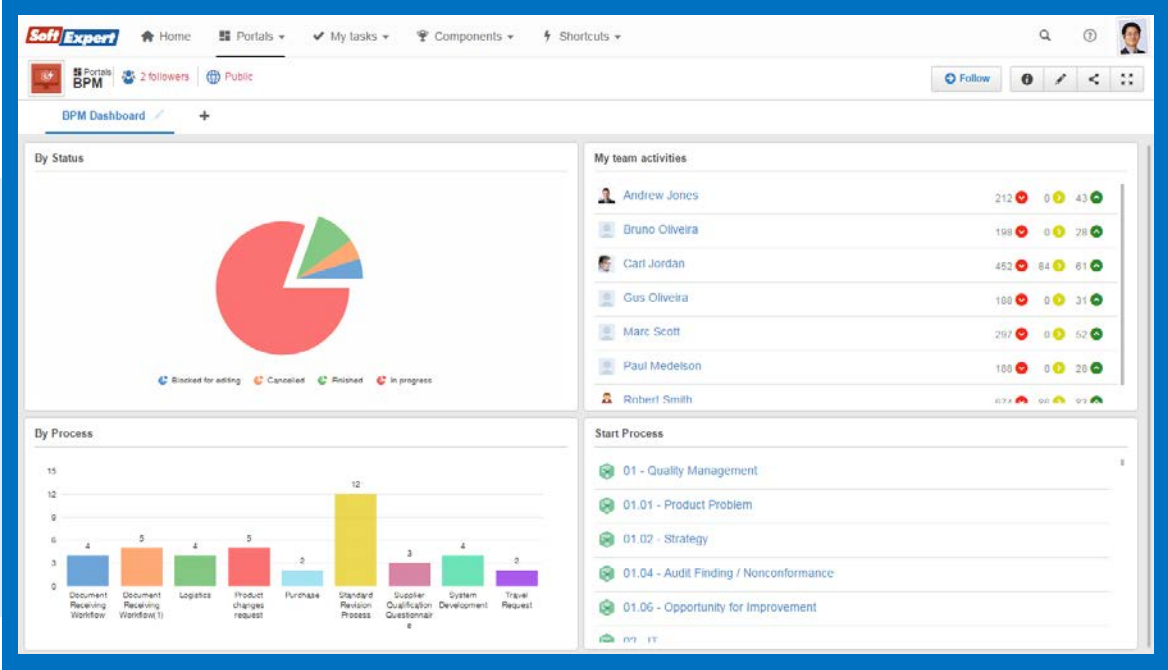 Soft Expert Home Portals My tasks Components Shortcuts
Portals
BPM 2 followers Public Follow
BPM Dashboard
By Status
Blocked for editing Cancelled Finished In progress
My team activities
Andrew Jones 212 0 43
Bruno Oliveira 198 0 28
Carl Jordan 452 84 61
Gus Oliveira 188 0 31
Marc Scott 297 0 52
Paul Medelson 188 0 28
Robert Smith
By Process
15
12
9
6
3
0
4 5 4 5 2 12 3 4 2
Document Receiving Workflow
Document Receiving Workflow(1)
Logistics
Product changes request
Purchase
Standard Revision Process
Supplier Qualification Questionnaire
System Development
Travel Request
Start Process
01 - Quality Management
01.01 - Product Problem
01.02 - Strategy
01.04 - Audit Finding / Nonconformance
01.06 - Opportunity for Improvement
02 - IT